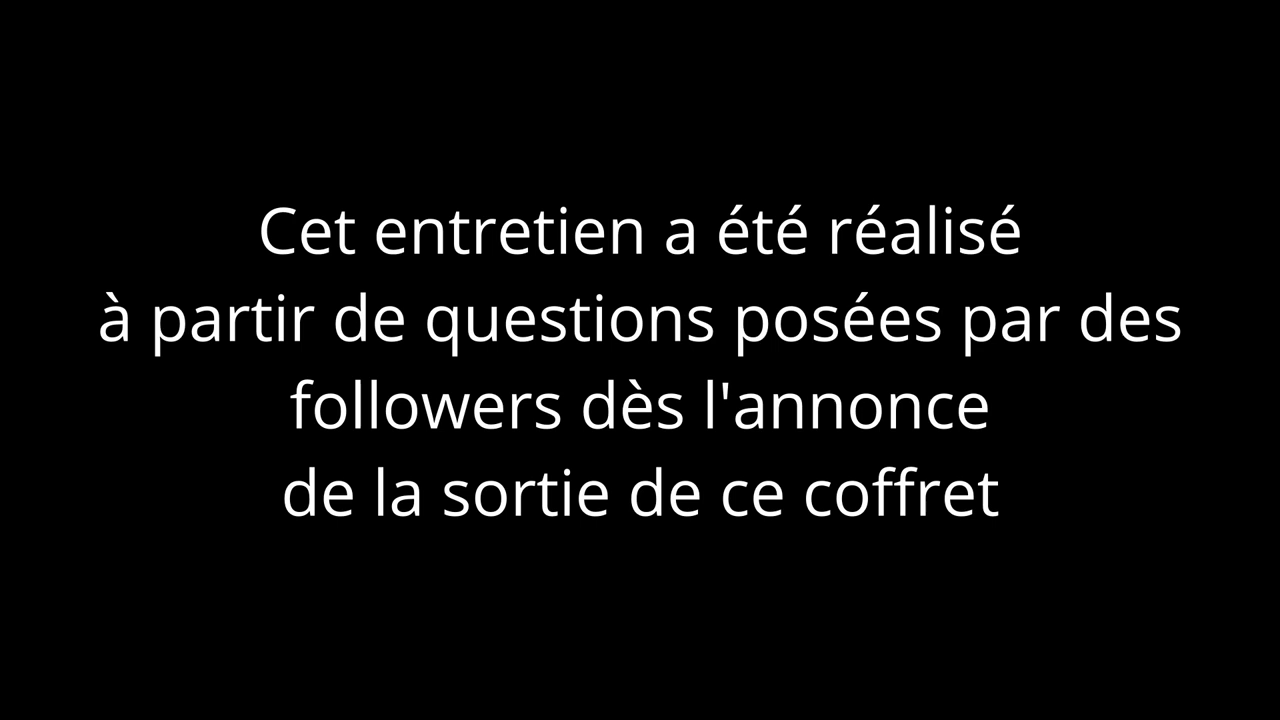 Cet entretien a été réalisé
à partir de questions posées par des
followers dès l'annonce
de la sortie de ce coffret